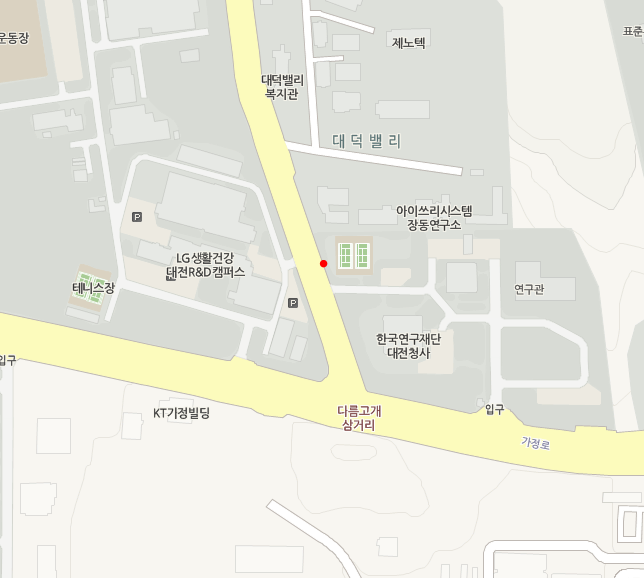 운동장
제노텍
표준
대덕밸리
복지관
대덕밸리
P
아이쓰리시스템
장동연구소
LG생활건강
대전R&D캠퍼스
테니스장
연구관
P
한국연구재단
대전청사
입구
KT가정빌딩
다름고개
삼거리
입구
가정로